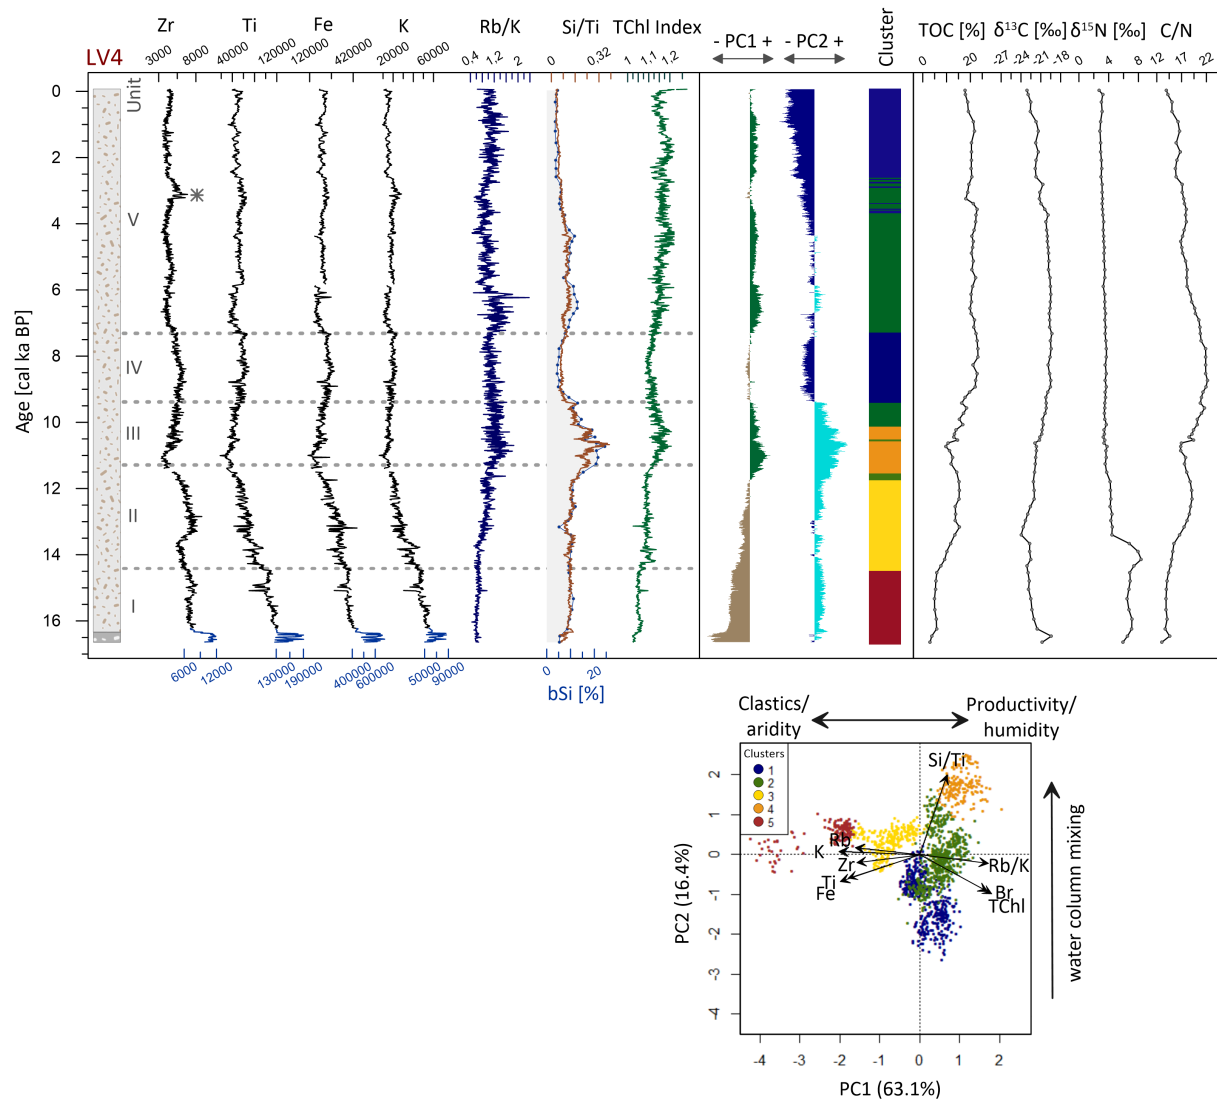 Zr Ti Fe K Rb/K Si/Ti TChl Index - PC1 + - PC2 + Cluster TOC [%] δ¹³C [‰] δ¹⁵N [‰] C/N
LV4
3000 8000 40000 120000 120000 420000 20000 60000 0.4 1.2 2 0 0.32 1 1.1 1.2 0 20 -27 -24 -21 -18 0 4 8 12 17 22
Unit
Age [cal ka BP]
0
2
4
6
8
10
12
14
16
V
IV
III
II
I
6000 12000 130000 190000 400000 600000 50000 90000 0 20
bSi [%]
Clastics/
aridity
Productivity/
humidity
Clusters
1
2
3
4
5
Si/Ti
Rb
K
Zr
Ti
Fe
Rb/K
Br
TChl
2
1
0
-1
-2
-3
-4
PC2 (16.4%)
water column mixing
-4 -3 -2 -1 0 1 2
PC1 (63.1%)